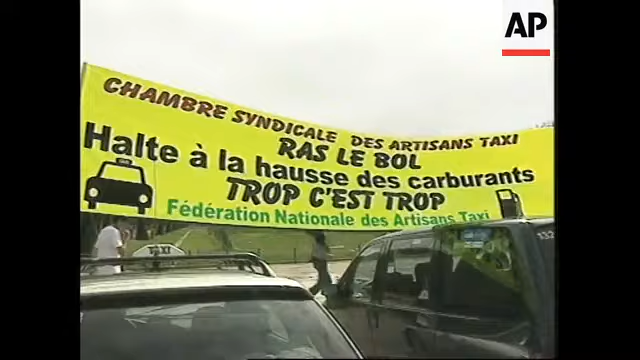 AP
CHAMBRE SYNDICALE DES ARTISANS TAXI
RAS LE BOL
Halte à la hausse des carburants
TROP C'EST TROP
Fédération Nationale des Artisans Taxi
TAXI